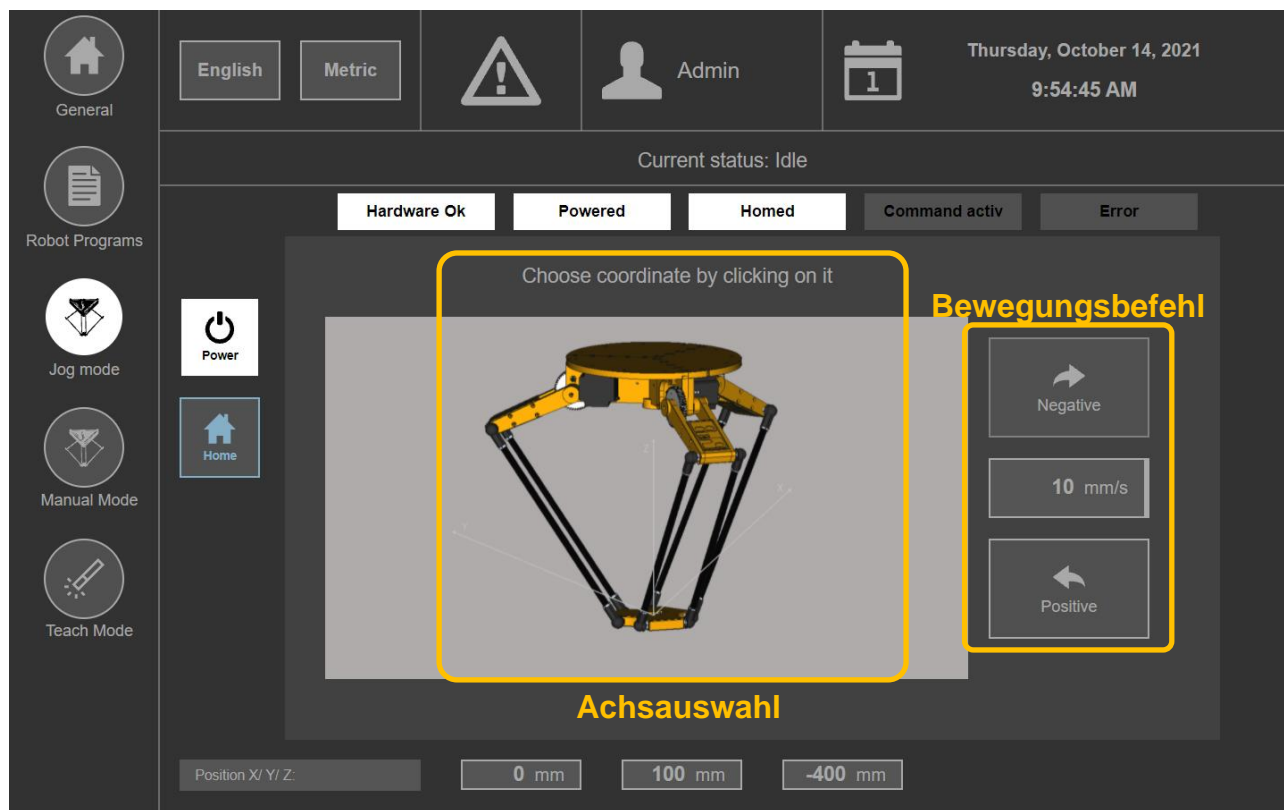 General
English
Metric
Admin
1
Thursday, October 14, 2021
9:54:45 AM
Current status: Idle
Robot Programs
Hardware Ok
Powered
Homed
Command activ
Error
Jog mode
Power
Home
Choose coordinate by clicking on it
Z
X
Y
Bewegungsbefehl
Negative
10 mm/s
Positive
Achsauswahl
Manual Mode
Teach Mode
Position X/ Y/ Z:
0 mm
100 mm
-400 mm